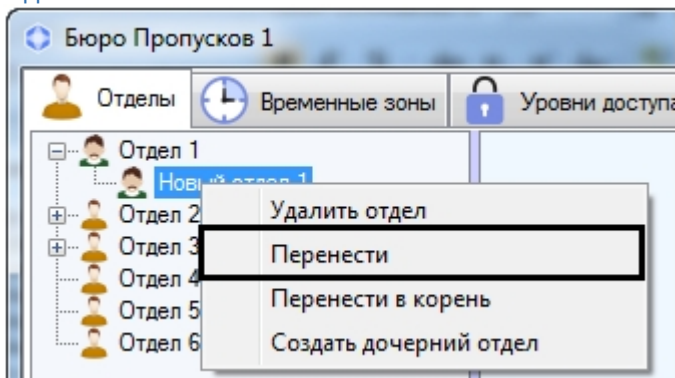 Бюро Пропусков 1
Отделы
Временные зоны
Уровни доступа
Отдел 1
Новый отдел 1
Отдел 2
Отдел 3
Отдел 4
Отдел 5
Отдел 6
Удалить отдел
Перенести
Перенести в корень
Создать дочерний отдел